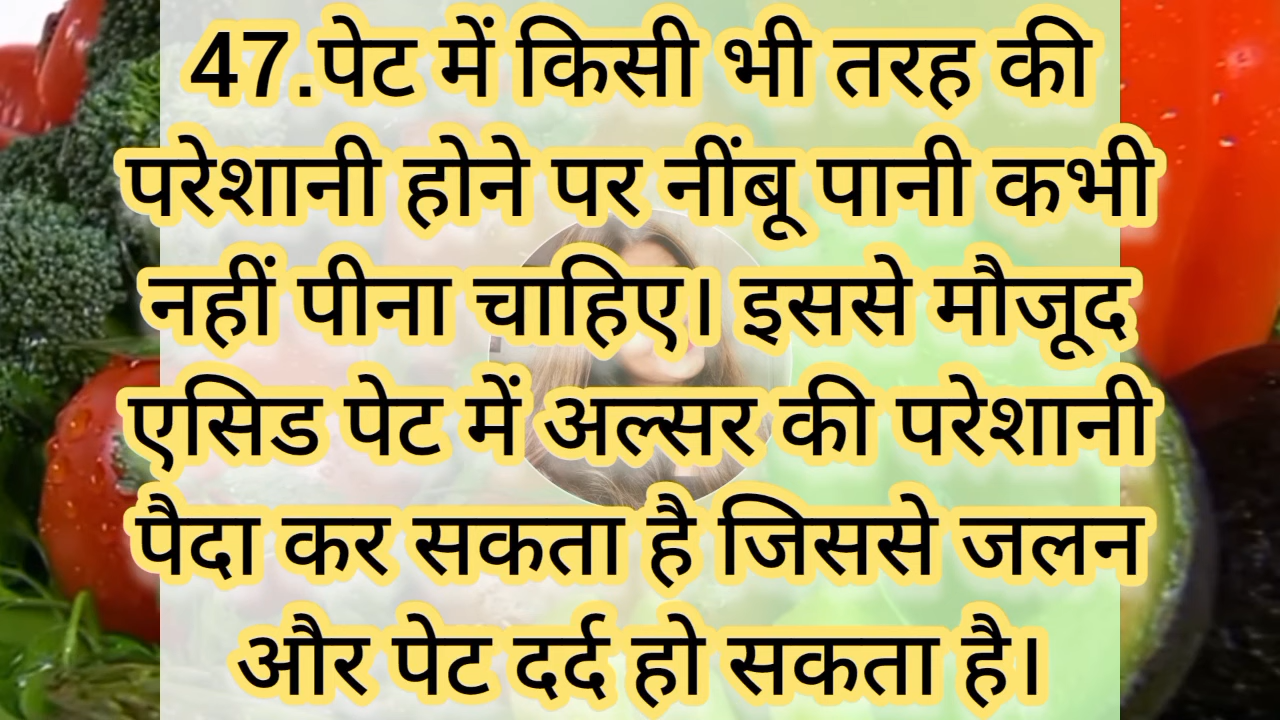 47.पेट में किसी भी तरह की
परेशानी होने पर नींबू पानी कभी
नहीं पीना चाहिए। इससे मौजूद
एसिड पेट में अल्सर की परेशानी
पैदा कर सकता है जिससे जलन
और पेट दर्द हो सकता है।